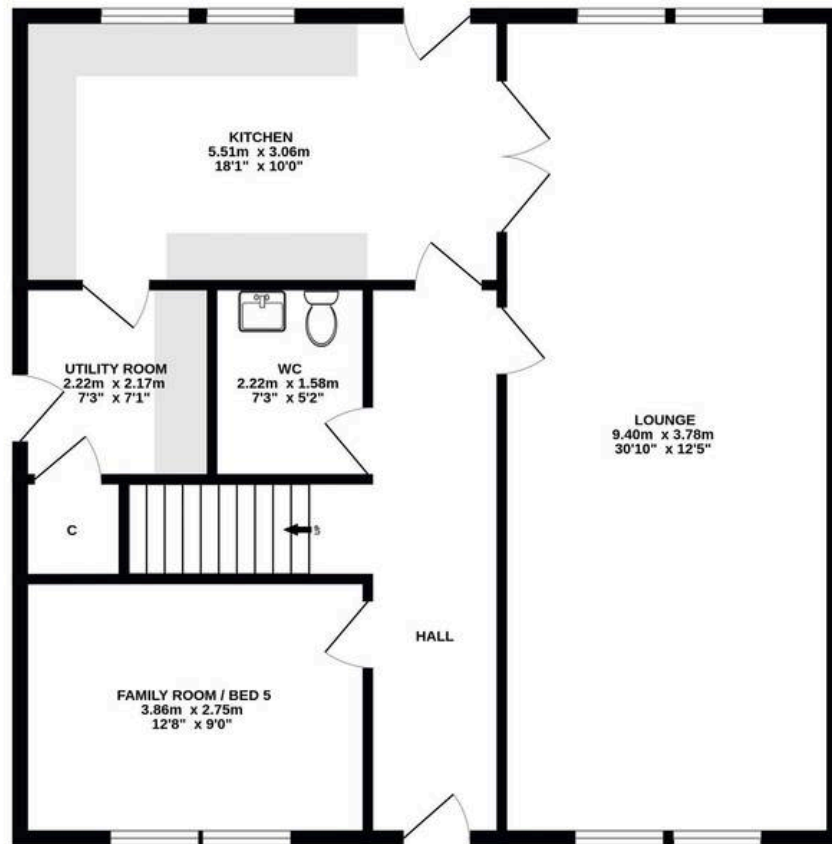 KITCHEN
5.51m x 3.06m
18'1" x 10'0"
UTILITY ROOM
2.22m x 2.17m
7'3" x 7'1"
WC
2.22m x 1.58m
7'3" x 5'2"
LOUNGE
9.40m x 3.78m
30'10" x 12'5"
C
HALL
FAMILY ROOM / BED 5
3.86m x 2.75m
12'8" x 9'0"